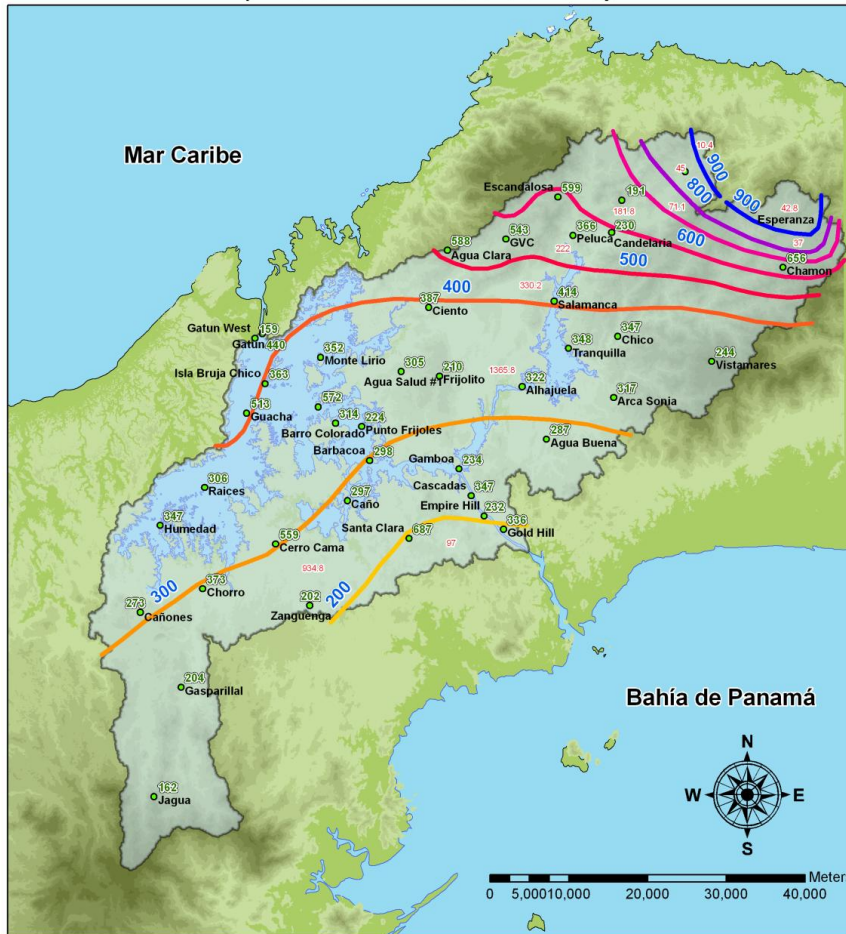 Mar Caribe
10.4
900
45
800
900
Escandalosa
599
191
42.8
Esperanza
181.8
71.1
543
GVC
366
Peluca
230
Candelaria
600
37
588
Agua Clara
222
500
656
Chamon
400
330.2
387
Ciento
414
Salamanca
Gatun West
159
Gatun
440
347
Chico
352
Monte Lirio
348
Tranquilla
244
Vistamares
Isla Bruja Chico
363
305
Agua Salud #1
210
Frijolito
1365.8
322
Alhajuela
317
Arca Sonia
513
Guacha
572
314
Barro Colorado
224
Punto Frijoles
287
Agua Buena
Barbacoa
298
Gamboa
234
306
Raices
297
Caño
Cascadas
347
347
Humedad
Empire Hill
232
Santa Clara
687
336
Gold Hill
559
Cerro Cama
97
934.8
373
Chorro
300
200
273
Cañones
202
Zanguenga
204
Gasparillal
Bahía de Panamá
N
W
E
S
162
Jagua
Meter
0
5,000
10,000
20,000
30,000
40,000